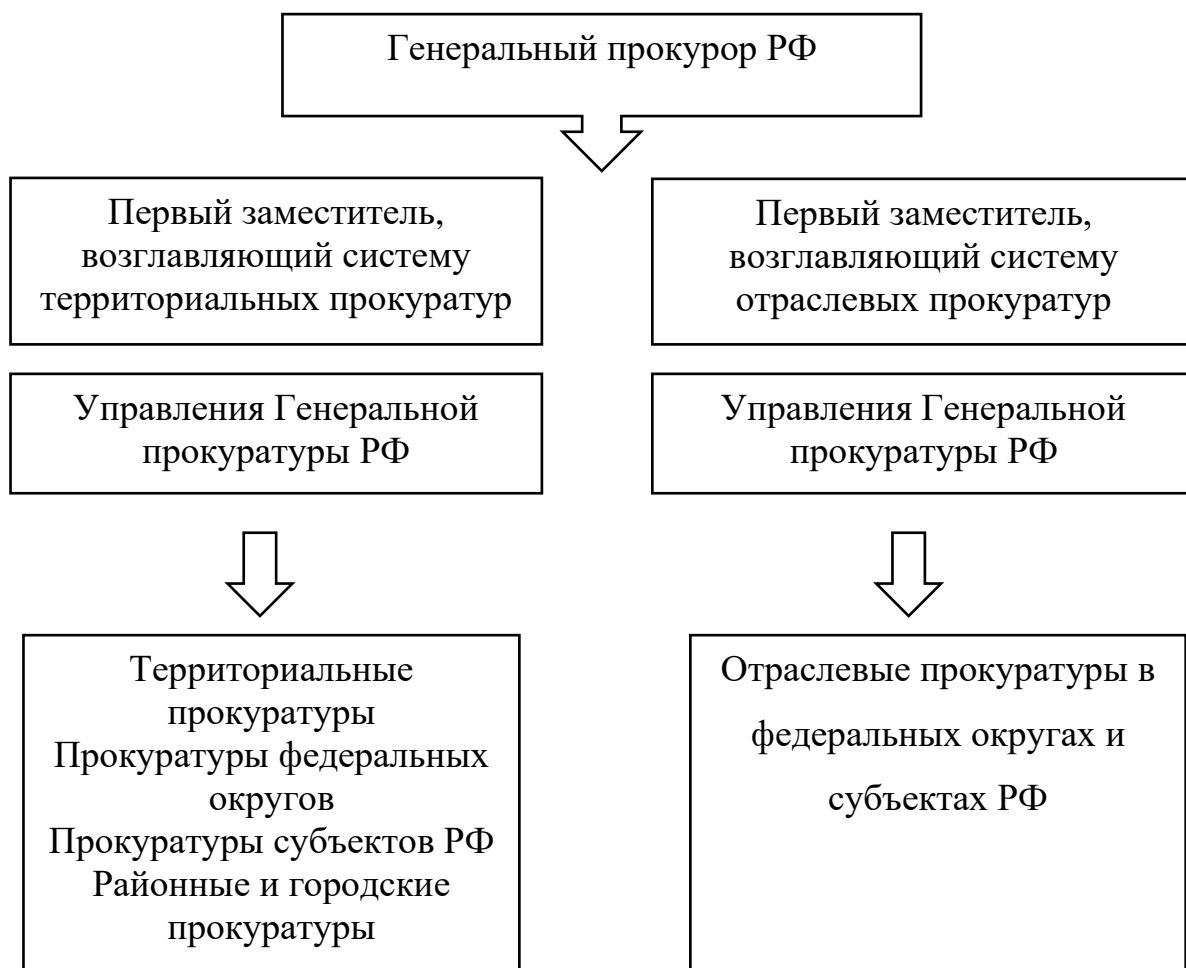 Генеральный прокурор РФ
Первый заместитель,
возглавляющий систему
территориальных прокуратур
Первый заместитель,
возглавляющий систему
отраслевых прокуратур
Управления Генеральной
прокуратуры РФ
Управления Генеральной
прокуратуры РФ
Территориальные
прокуратуры
Прокуратуры федеральных
округов
Прокуратуры субъектов РФ
Районные и городские
прокуратуры
Отраслевые прокуратуры в
федеральных округах и
субъектах РФ